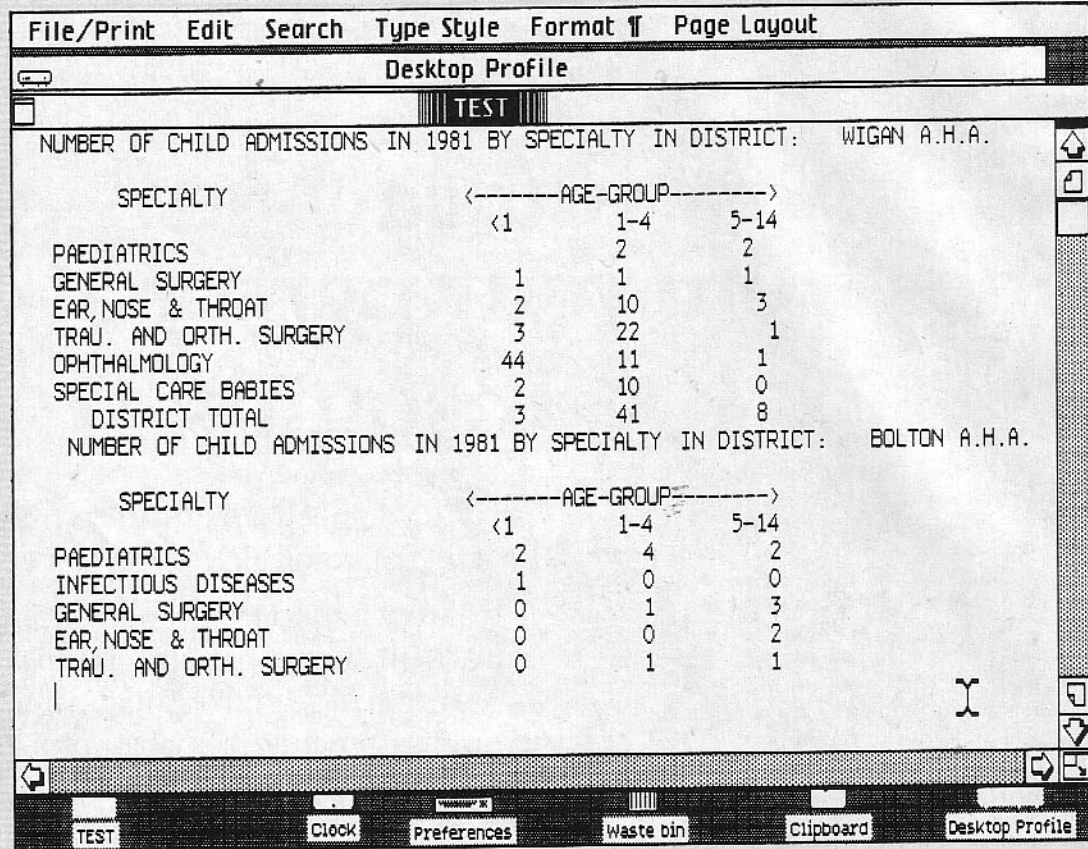 File/Print Edit Search Type Style Format ¶ Page Layout
Desktop Profile
TEST
NUMBER OF CHILD ADMISSIONS IN 1981 BY SPECIALTY IN DISTRICT: WIGAN A.H.A.
SPECIALTY <-------AGE-GROUP-------->
<1 1-4 5-14
PAEDIATRICS 2 2
GENERAL SURGERY 1 1 1
EAR,NOSE & THROAT 2 10 3
TRAU. AND ORTH. SURGERY 3 22 1
OPHTHALMOLOGY 44 11 1
SPECIAL CARE BABIES 2 10 0
DISTRICT TOTAL 3 41 8
NUMBER OF CHILD ADMISSIONS IN 1981 BY SPECIALTY IN DISTRICT: BOLTON A.H.A.
SPECIALTY <-------AGE-GROUP-------->
<1 1-4 5-14
PAEDIATRICS 2 4 2
INFECTIOUS DISEASES 1 0 0
GENERAL SURGERY 0 1 3
EAR,NOSE & THROAT 0 0 2
TRAU. AND ORTH. SURGERY 0 1 1
TEST Clock Preferences Waste bin Clipboard Desktop Profile